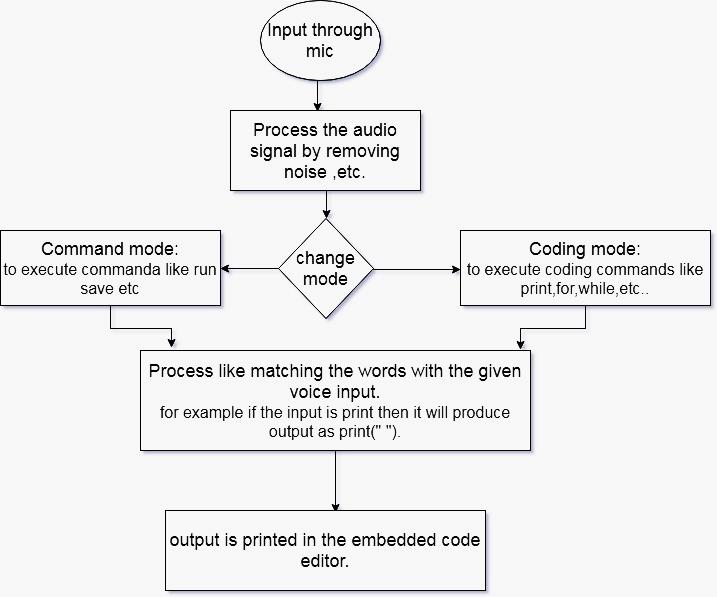 Input through
mic
Process the audio
signal by removing
noise ,etc.
change
mode
Command mode:
to execute commanda like run
save etc
Coding mode:
to execute coding commands like
print,for,while,etc..
Process like matching the words with the given
voice input.
for example if the input is print then it will produce
output as print(" ").
output is printed in the embedded code
editor.